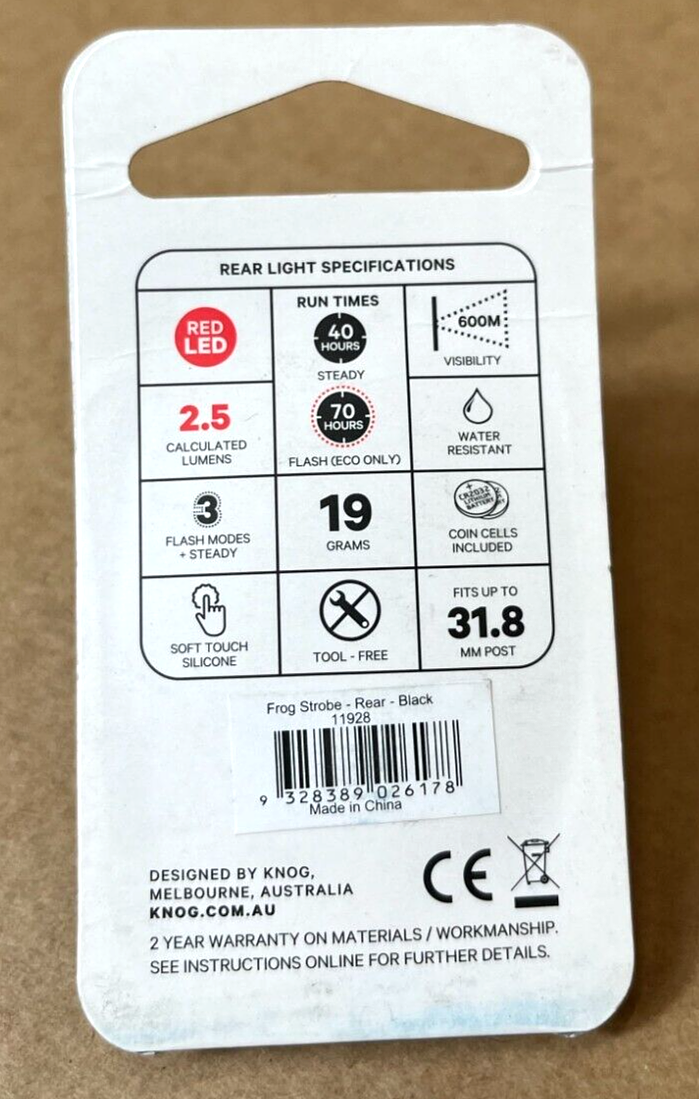 REAR LIGHT SPECIFICATIONS
RED
LED
RUN TIMES
40
HOURS
STEADY
600M
VISIBILITY
2.5
CALCULATED
LUMENS
70
HOURS
FLASH (ECO ONLY)
WATER
RESISTANT
3
FLASH MODES
+ STEADY
19
GRAMS
CR2032
LITHIUM
BATTERY
COIN CELLS
INCLUDED
SOFT TOUCH
SILICONE
TOOL - FREE
FITS UP TO
31.8
MM POST
Frog Strobe - Rear - Black
11928
9 328389 026178
Made in China
DESIGNED BY KNOG,
MELBOURNE, AUSTRALIA
KNOG.COM.AU
CE
2 YEAR WARRANTY ON MATERIALS / WORKMANSHIP.
SEE INSTRUCTIONS ONLINE FOR FURTHER DETAILS.